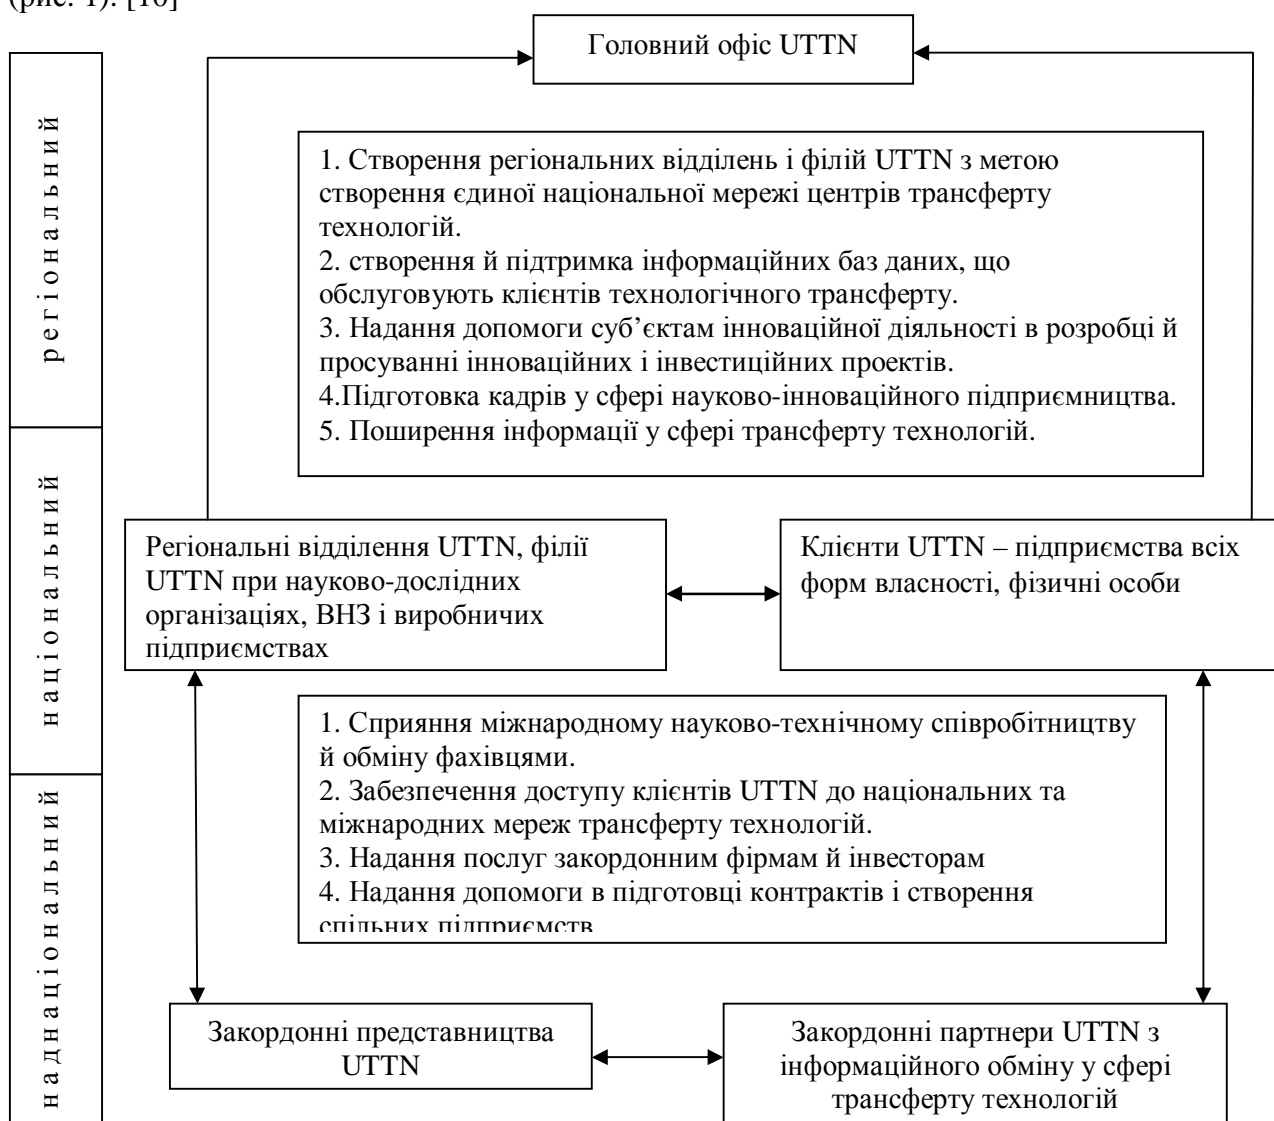 (рис. 1). [10]
Головний офіс UTTN
регіональний
1. Створення регіональних відділень і філій UTTN з метою
створення єдиної національної мережі центрів трансферту
технологій.
2. створення й підтримка інформаційних баз даних, що
обслуговують клієнтів технологічного трансферту.
3. Надання допомоги суб’єктам інноваційної діяльності в розробці й
просуванні інноваційних і інвестиційних проектів.
4.Підготовка кадрів у сфері науково-інноваційного підприємництва.
5. Поширення інформації у сфері трансферту технологій.
національний
Регіональні відділення UTTN, філії
UTTN при науково-дослідних
організаціях, ВНЗ і виробничих
підприємствах
Клієнти UTTN – підприємства всіх
форм власності, фізичні особи
1. Сприяння міжнародному науково-технічному співробітництву
й обміну фахівцями.
2. Забезпечення доступу клієнтів UTTN до національних та
міжнародних мереж трансферту технологій.
3. Надання послуг закордонним фірмам й інвесторам
4. Надання допомоги в підготовці контрактів і створення
спільних підприємств
наднаціональний
Закордонні представництва
UTTN
Закордонні партнери UTTN з
інформаційного обміну у сфері
трансферту технологій